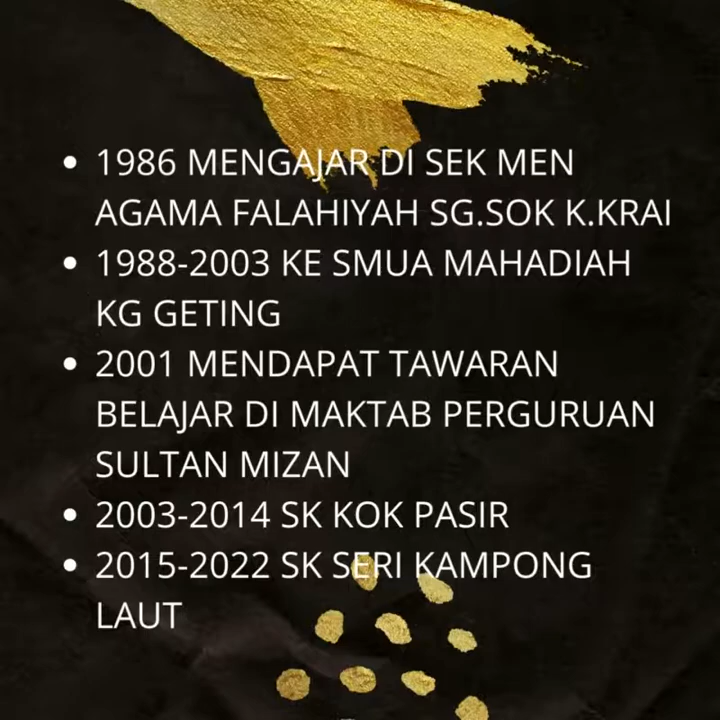 • 1986 MENGAJAR DI SEK MEN
AGAMA FALAHIYAH SG.SOK K.KRAI
• 1988-2003 KE SMUA MAHADIAH
KG GETING
• 2001 MENDAPAT TAWARAN
BELAJAR DI MAKTAB PERGURUAN
SULTAN MIZAN
• 2003-2014 SK KOK PASIR
• 2015-2022 SK SERI KAMPONG
LAUT